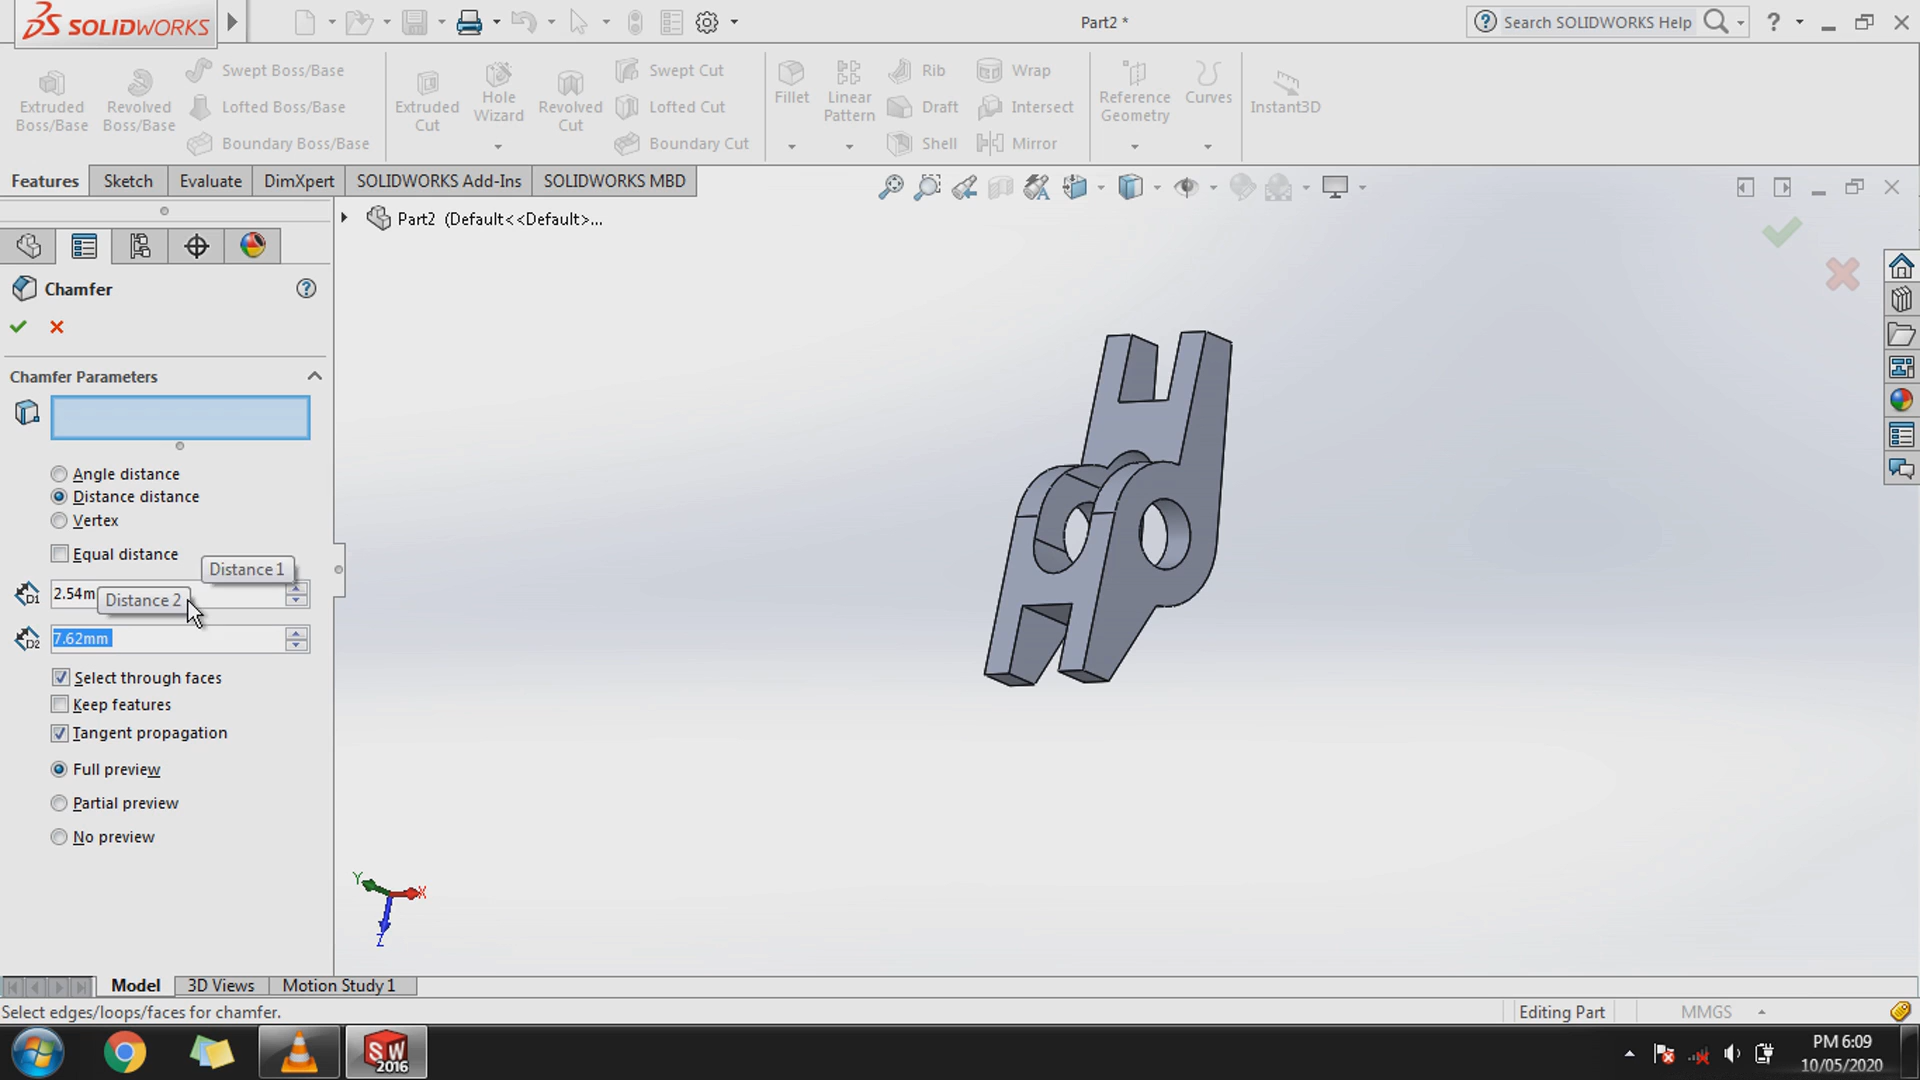 SOLIDWORKS
Part2 *
Search SOLIDWORKS Help
?
Extruded Boss/Base
Revolved Boss/Base
Swept Boss/Base
Lofted Boss/Base
Boundary Boss/Base
Extruded Cut
Hole Wizard
Revolved Cut
Swept Cut
Lofted Cut
Boundary Cut
Fillet
Linear Pattern
Rib
Draft
Shell
Wrap
Intersect
Mirror
Reference Geometry
Curves
Instant3D
Features
Sketch
Evaluate
DimXpert
SOLIDWORKS Add-Ins
SOLIDWORKS MBD
Part2 (Default<<Default>...
Chamfer
?
Chamfer Parameters
Angle distance
Distance distance
Vertex
Equal distance
Distance 1
D1
2.54m
Distance 2
D2
7.62mm
Select through faces
Keep features
Tangent propagation
Full preview
Partial preview
No preview
Y
X
Z
Model
3D Views
Motion Study 1
Select edges/loops/faces for chamfer.
Editing Part
MMGS
SW
2016
PM 6:09
10/05/2020